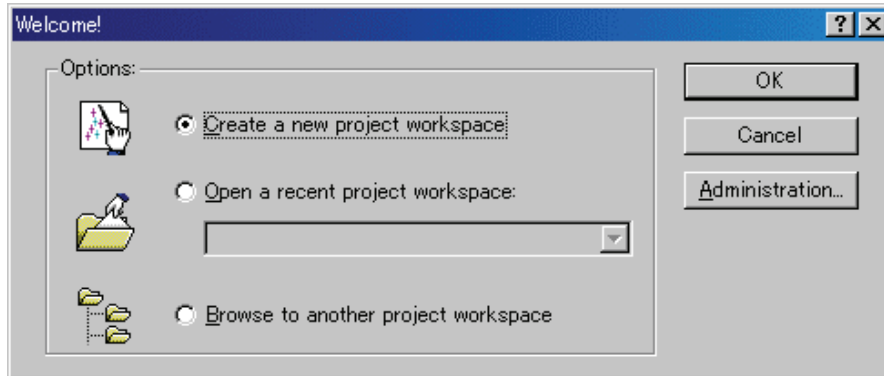 Welcome!
Options:
Create a new project workspace
Open a recent project workspace:
Browse to another project workspace
OK
Cancel
Administration...